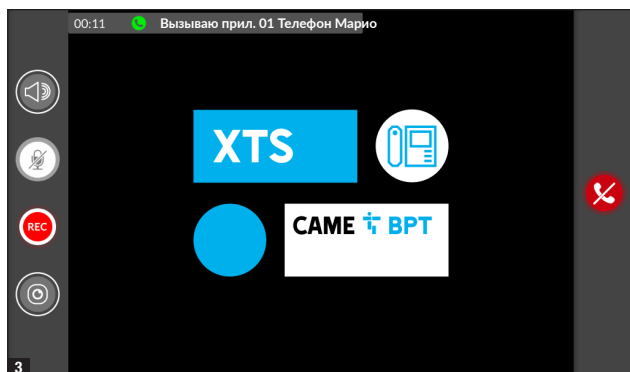 00:11 Вызываю прил. 01 Телефон Марио
XTS
CAME BPT
REC
3